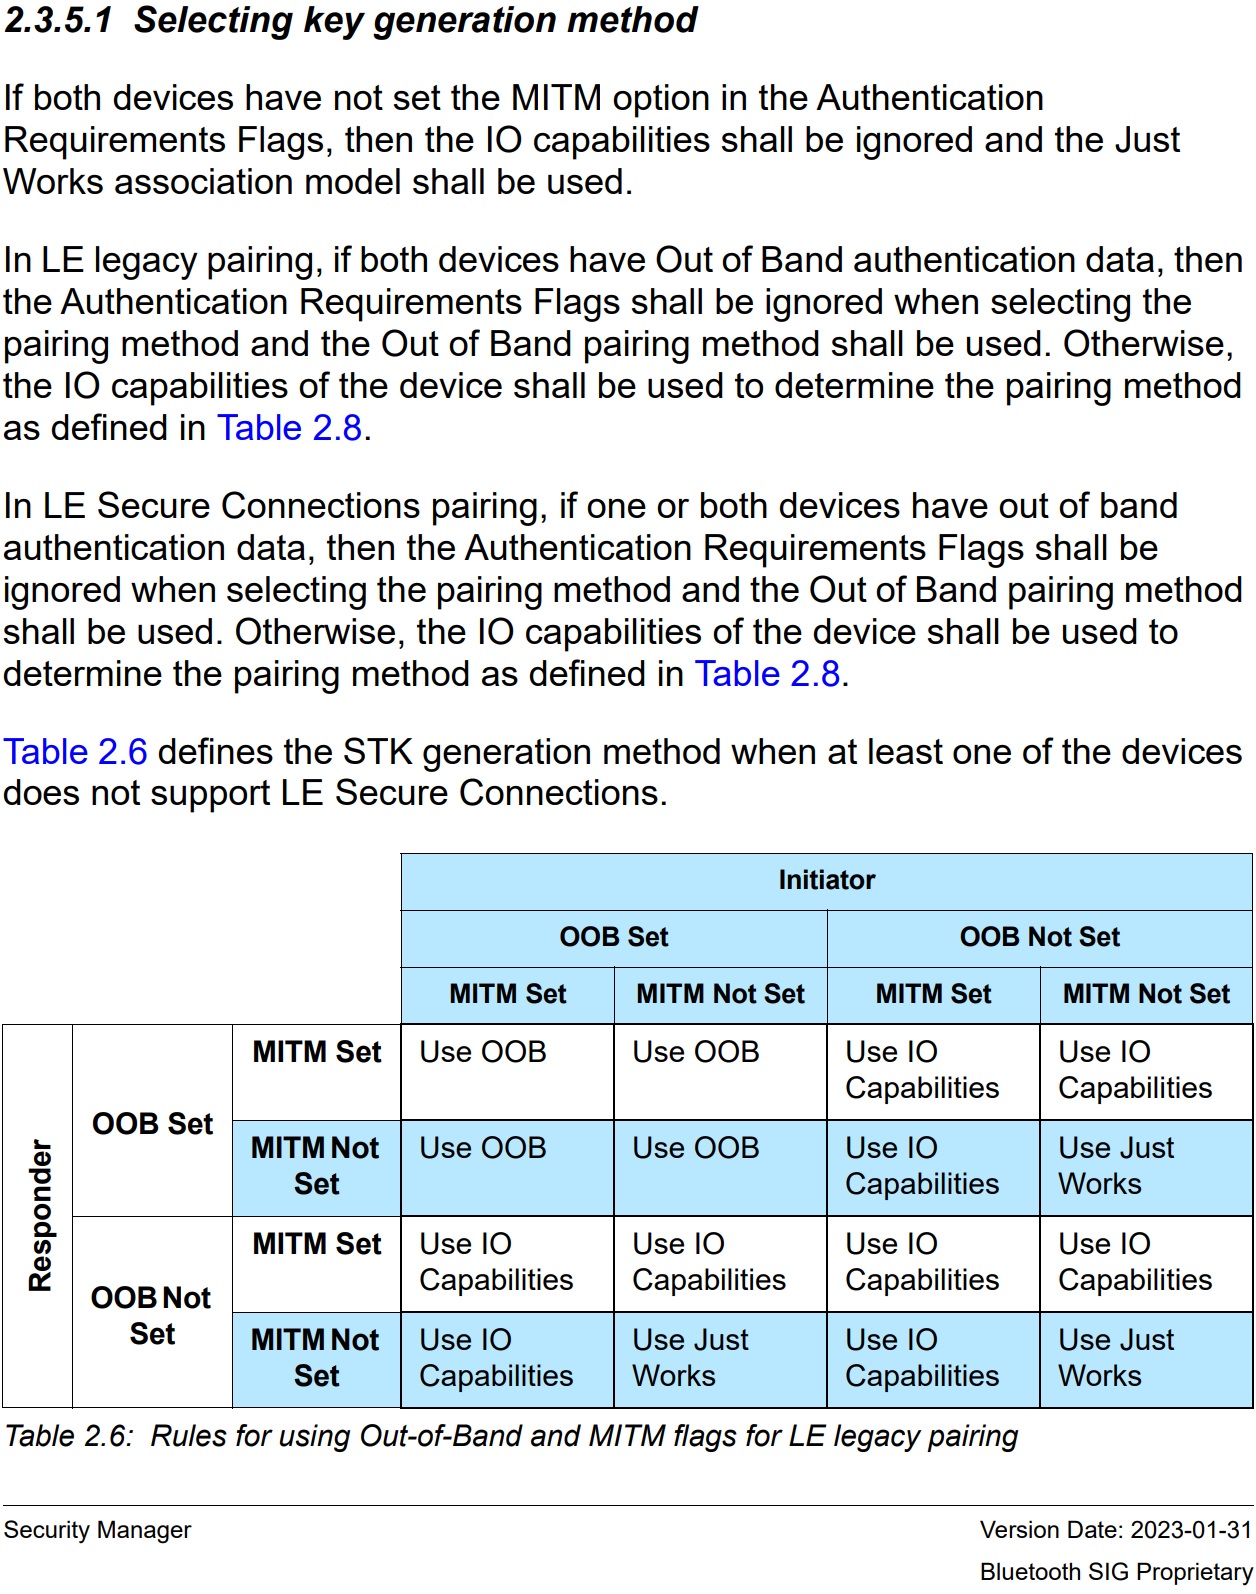 2.3.5.1 Selecting key generation method
If both devices have not set the MITM option in the Authentication
Requirements Flags, then the IO capabilities shall be ignored and the Just
Works association model shall be used.
In LE legacy pairing, if both devices have Out of Band authentication data, then
the Authentication Requirements Flags shall be ignored when selecting the
pairing method and the Out of Band pairing method shall be used. Otherwise,
the IO capabilities of the device shall be used to determine the pairing method
as defined in Table 2.8.
In LE Secure Connections pairing, if one or both devices have out of band
authentication data, then the Authentication Requirements Flags shall be
ignored when selecting the pairing method and the Out of Band pairing method
shall be used. Otherwise, the IO capabilities of the device shall be used to
determine the pairing method as defined in Table 2.8.
Table 2.6 defines the STK generation method when at least one of the devices
does not support LE Secure Connections.
Initiator
OOB Set OOB Not Set
MITM Set MITM Not Set MITM Set MITM Not Set
Responder
OOB Set
MITM Set Use OOB Use OOB Use IO Use IO
Capabilities Capabilities
MITM Not Use OOB Use OOB Use IO Use Just
Set Capabilities Works
OOB Not
Set
MITM Set Use IO Use IO Use IO Use IO
Capabilities Capabilities Capabilities Capabilities
MITM Not Use IO Use Just Use IO Use Just
Set Capabilities Works Capabilities Works
Table 2.6: Rules for using Out-of-Band and MITM flags for LE legacy pairing
Security Manager Version Date: 2023-01-31
Bluetooth SIG Proprietary